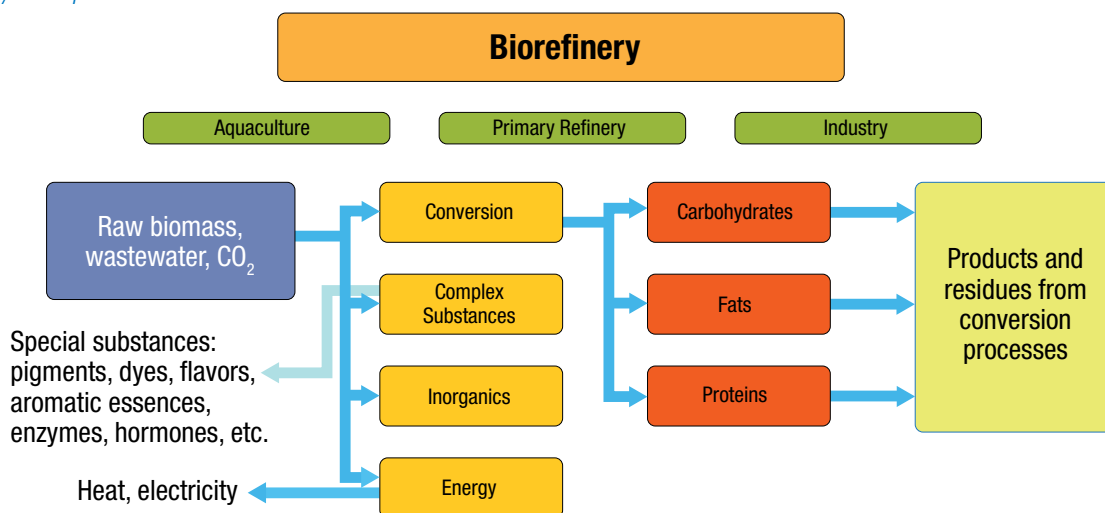 Biorefinery
Aquaculture
Primary Refinery
Industry
Raw biomass,
wastewater, CO2
Conversion
Carbohydrates
Products and
residues from
conversion
processes
Complex
Substances
Fats
Special substances:
pigments, dyes, flavors,
aromatic essences,
enzymes, hormones, etc.
Inorganics
Proteins
Heat, electricity
Energy